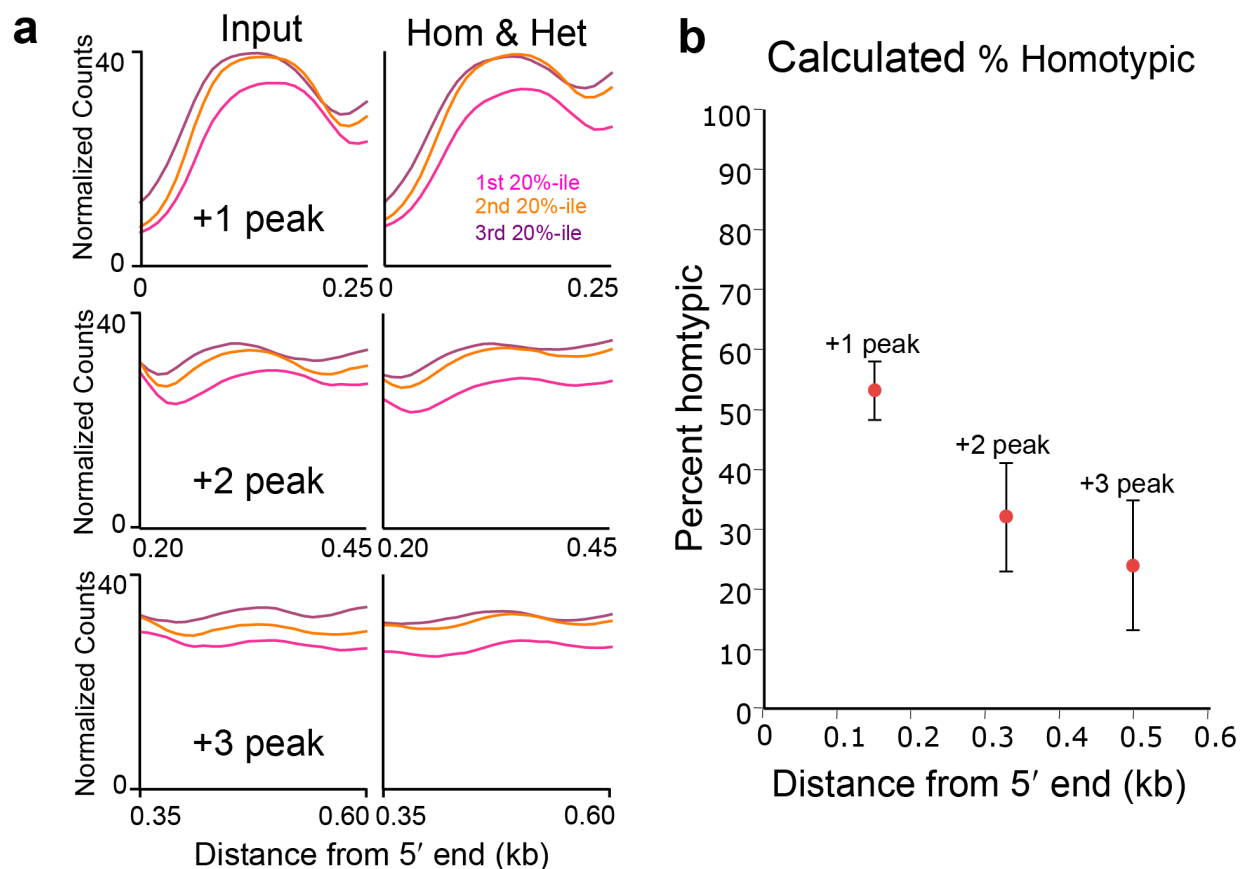 a
Input
Hom & Het
Normalized Counts
40
0
1st 20%-ile
2nd 20%-ile
3rd 20%-ile
+1 peak
0
0.25
0
0.25
Normalized Counts
40
0
+2 peak
0.20
0.45
0.20
0.45
Normalized Counts
40
0
+3 peak
0.35
0.60
0.35
0.60
Distance from 5′ end (kb)
b
Calculated % Homotypic
Percent homtypic
100
90
80
70
60
50
40
30
20
10
0
+1 peak
+2 peak
+3 peak
0
0.1
0.2
0.3
0.4
0.5
0.6
Distance from 5′ end (kb)